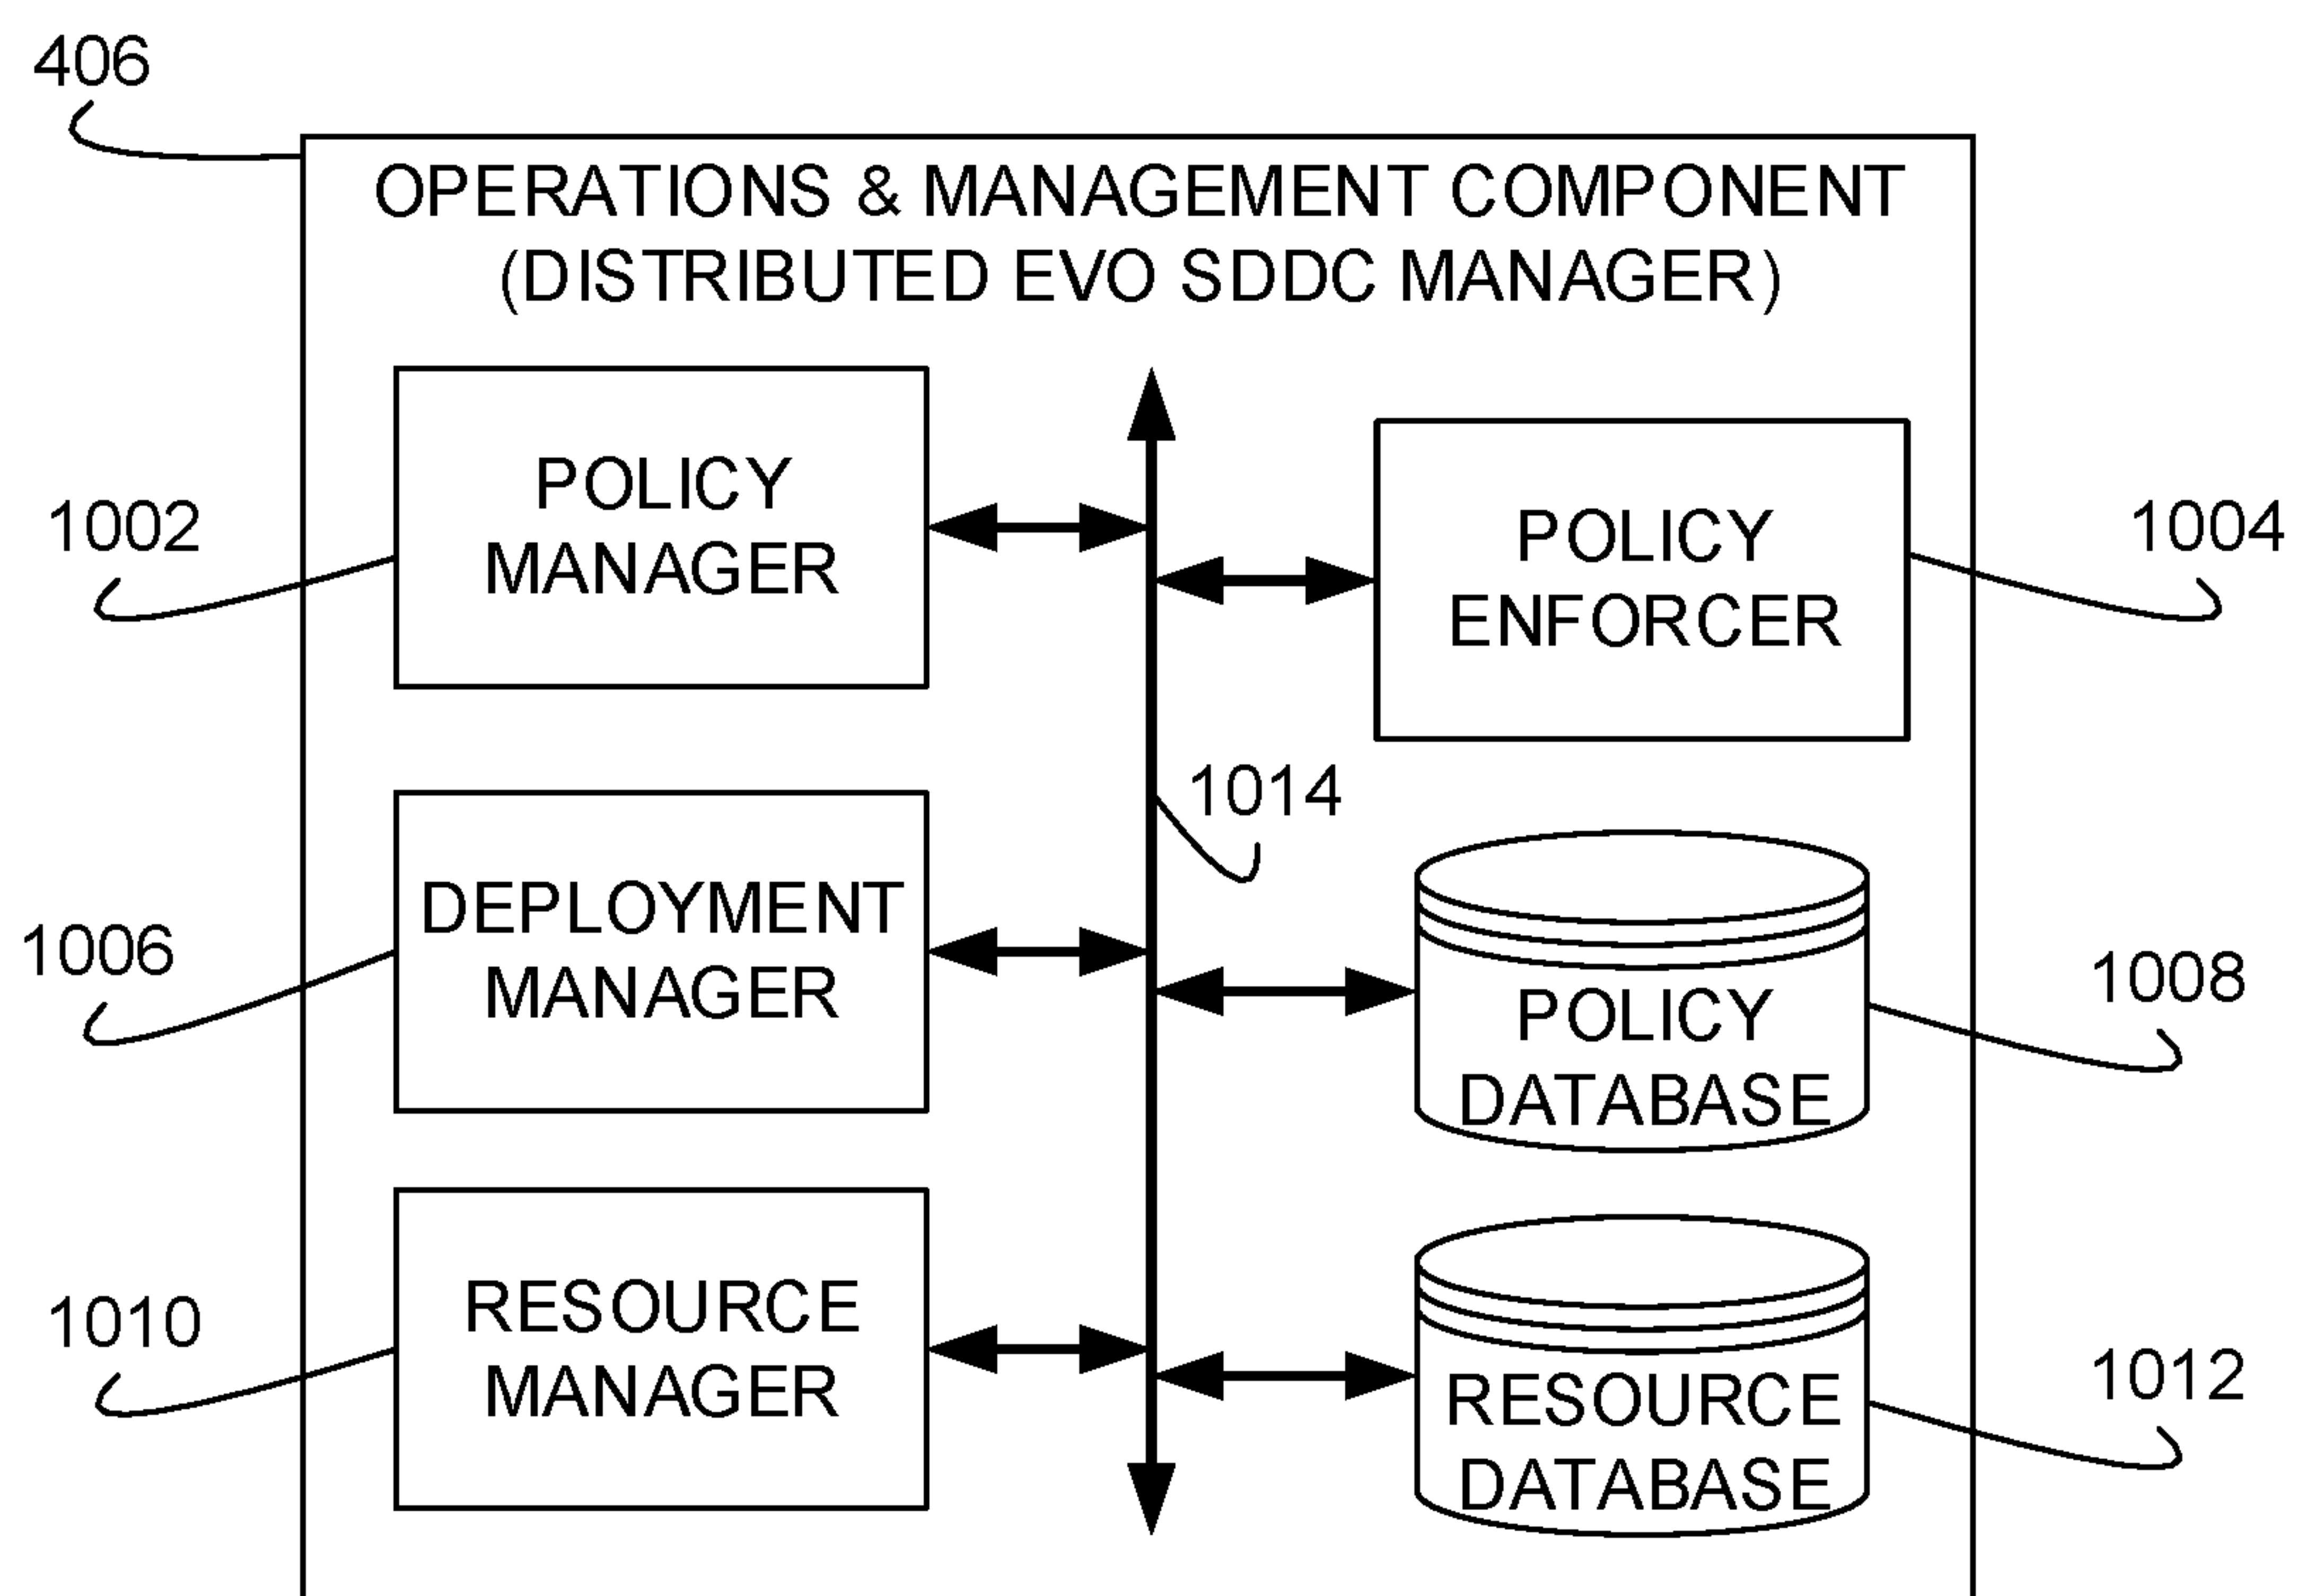 406
OPERATIONS & MANAGEMENT COMPONENT
(DISTRIBUTED EVO SDDC MANAGER)
1002
POLICY
MANAGER
POLICY
ENFORCER
1004
1014
1006
DEPLOYMENT
MANAGER
POLICY
DATABASE
1008
1010
RESOURCE
MANAGER
RESOURCE
DATABASE
1012